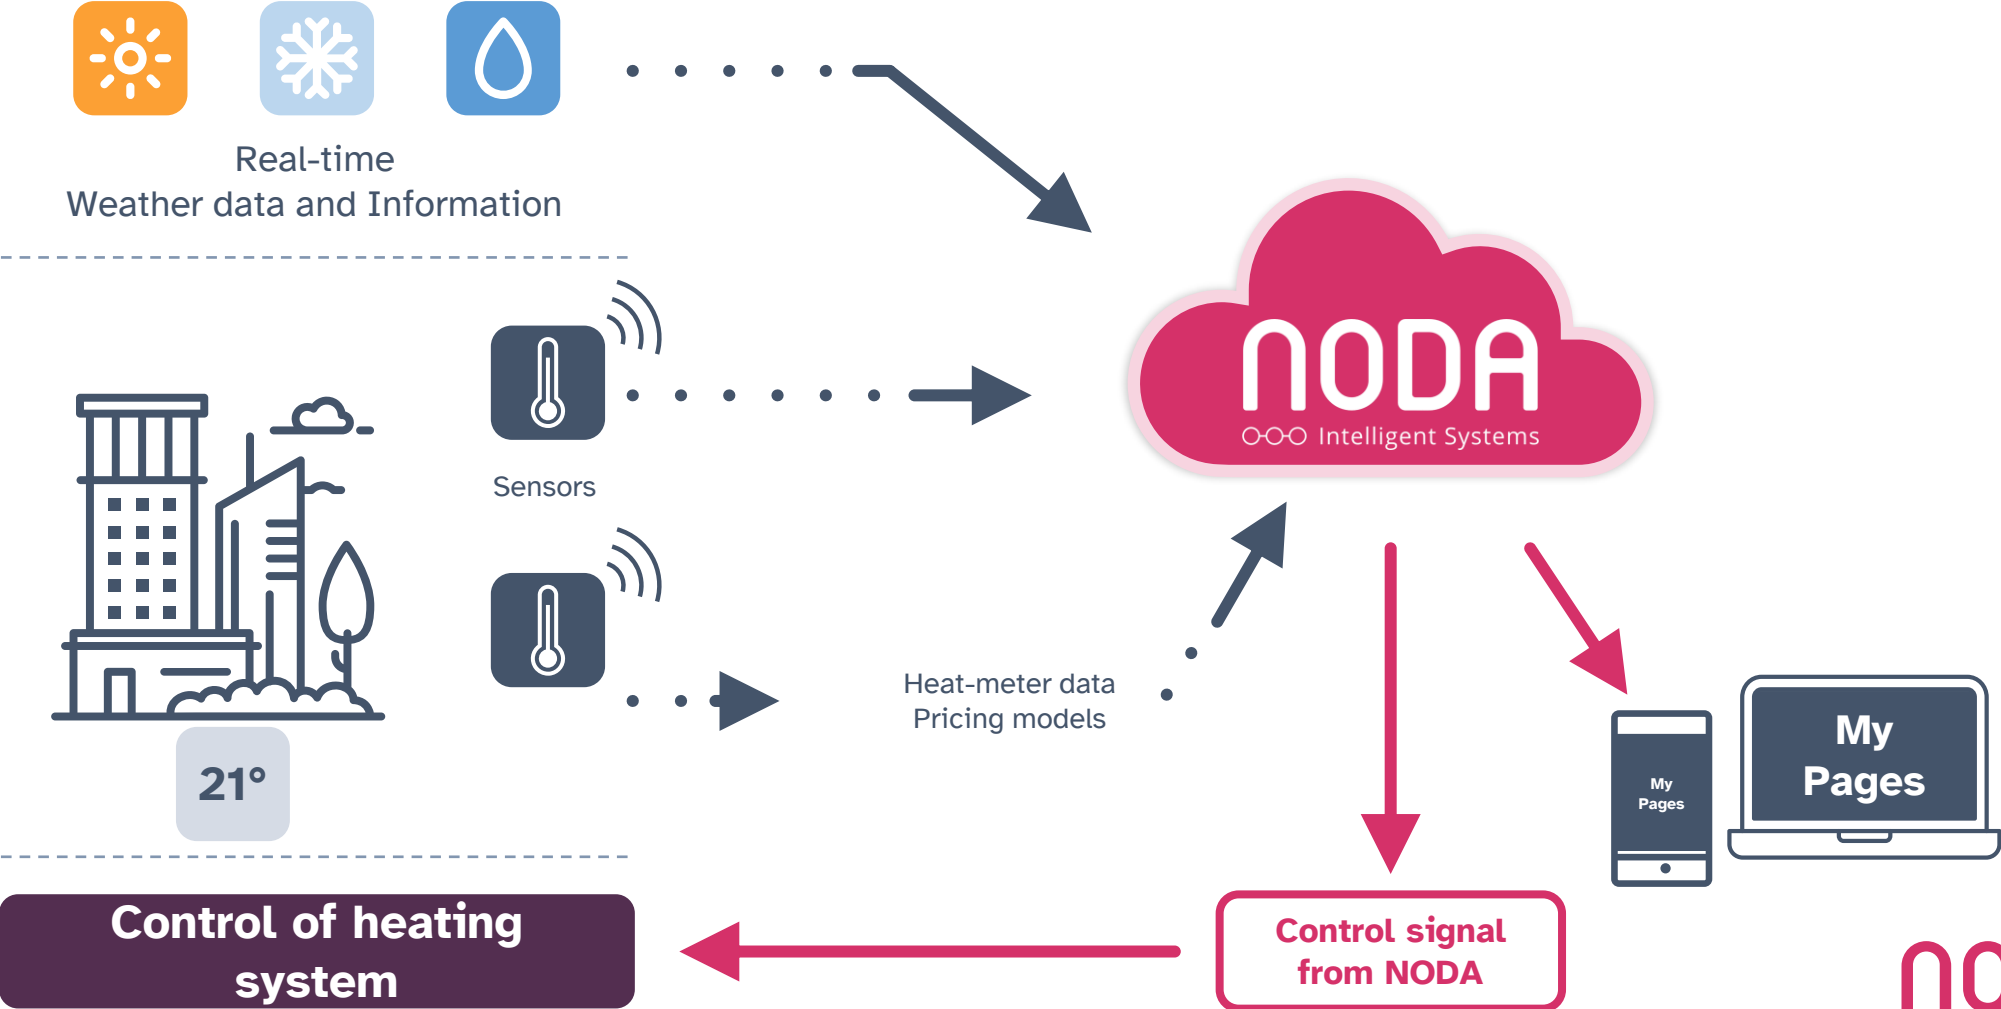 Real-time
Weather data and Information
NODA
Intelligent Systems
Sensors
Heat-meter data
Pricing models
21°
My
Pages
My
Pages
Control of heating
system
Control signal
from NODA